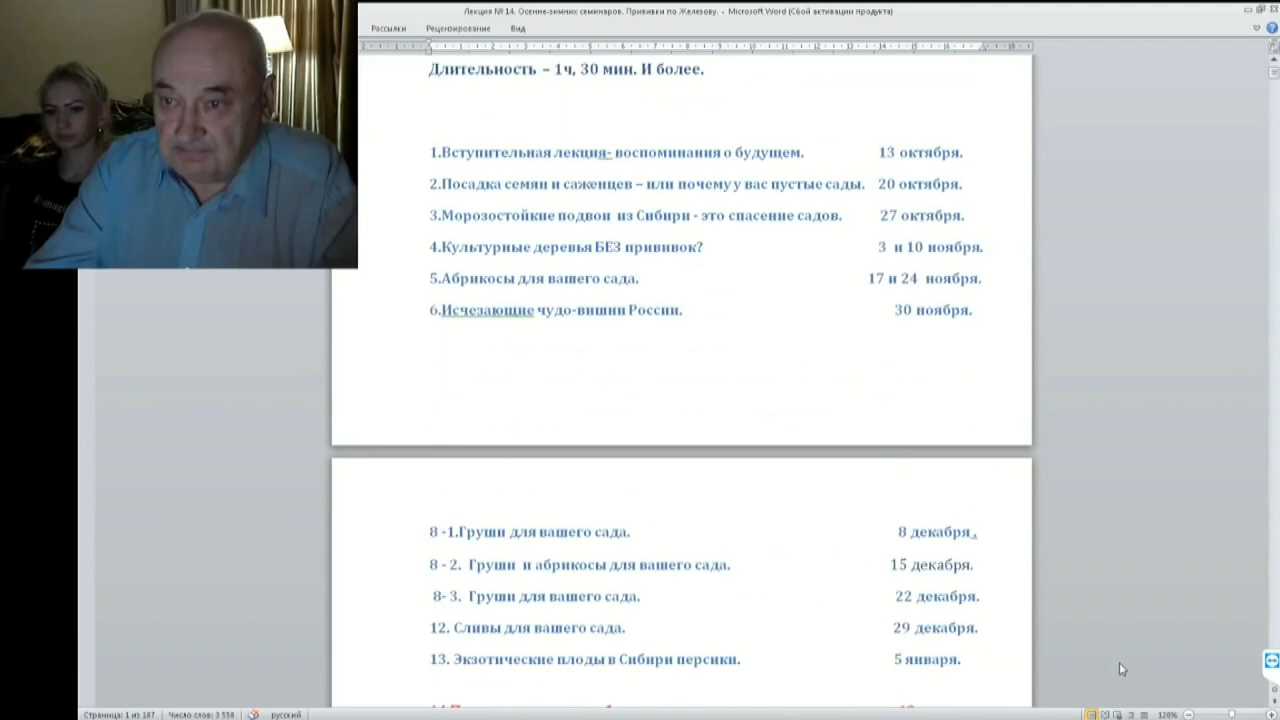 Лекция № 14. Осенне-зимних семинаров. Прививки по Железову. - Microsoft Word (Сбой активации продукта)
Рассылки Рецензирование Вид
Длительность – 1ч, 30 мин. И более.
1.Вступительная лекция- воспоминания о будущем. 13 октября.
2.Посадка семян и саженцев – или почему у вас пустые сады. 20 октября.
3.Морозостойкие подвои из Сибири - это спасение садов. 27 октября.
4.Культурные деревья БЕЗ прививок? 3 и 10 ноября.
5.Абрикосы для вашего сада. 17 и 24 ноября.
6.Исчезающие чудо-вишни России. 30 ноября.
8 -1.Груши для вашего сада. 8 декабря.
8 - 2. Груши и абрикосы для вашего сада. 15 декабря.
8- 3. Груши для вашего сада. 22 декабря.
12. Сливы для вашего сада. 29 декабря.
13. Экзотические плоды в Сибири персики. 5 января.
Страница: 1 из 187 Число слов: 3 558 русский 120%